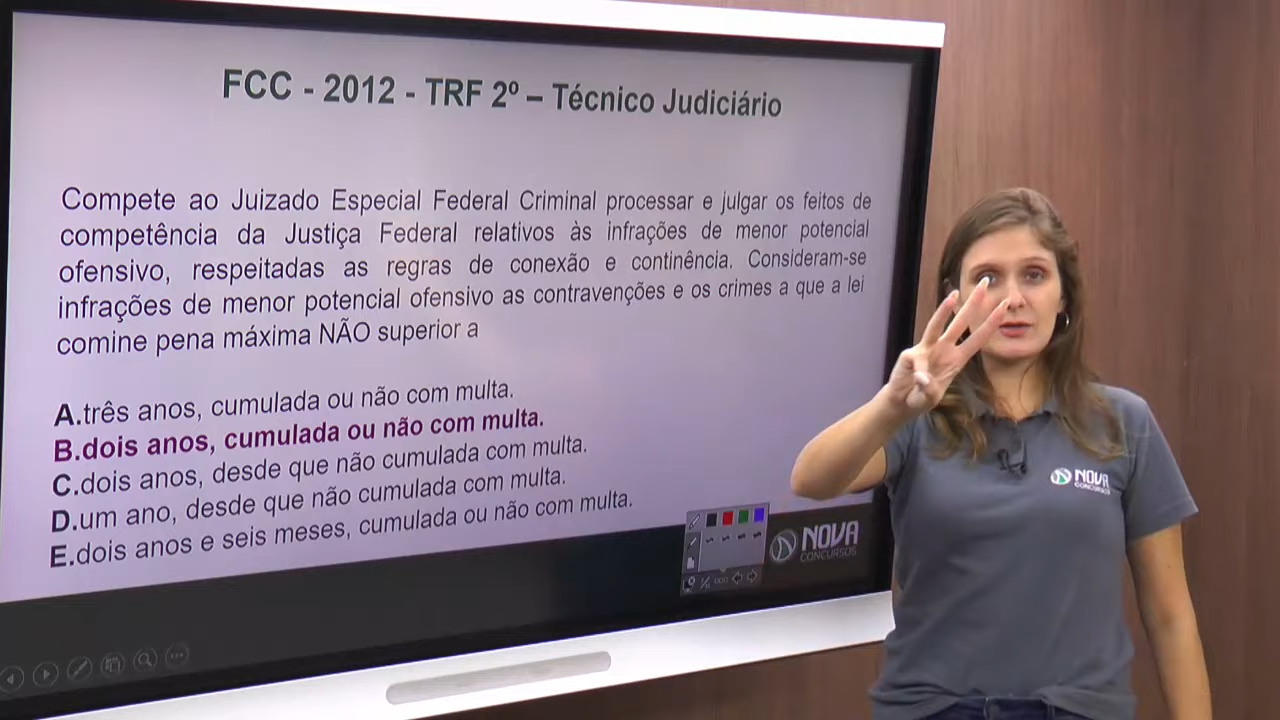 FCC - 2012 - TRF 2º – Técnico Judiciário
Compete ao Juizado Especial Federal Criminal processar e julgar os feitos de
competência da Justiça Federal relativos às infrações de menor potencial
ofensivo, respeitadas as regras de conexão e continência. Consideram-se
infrações de menor potencial ofensivo as contravenções e os crimes a que a lei
comine pena máxima NÃO superior a
A.três anos, cumulada ou não com multa.
B.dois anos, cumulada ou não com multa.
C.dois anos, desde que não cumulada com multa.
D.um ano, desde que não cumulada com multa.
E.dois anos e seis meses, cumulada ou não com multa.
NOVA
CONCURSOS
NOVA
CONCURSOS